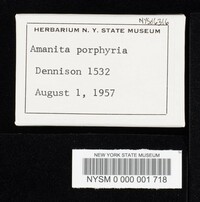 HERBARIUM N. Y. STATE MUSEUM
Amanita porphyria
Dennison 1532
August 1, 1957
NEW YORK STATE MUSEUM
NYSM 0 000 001 718